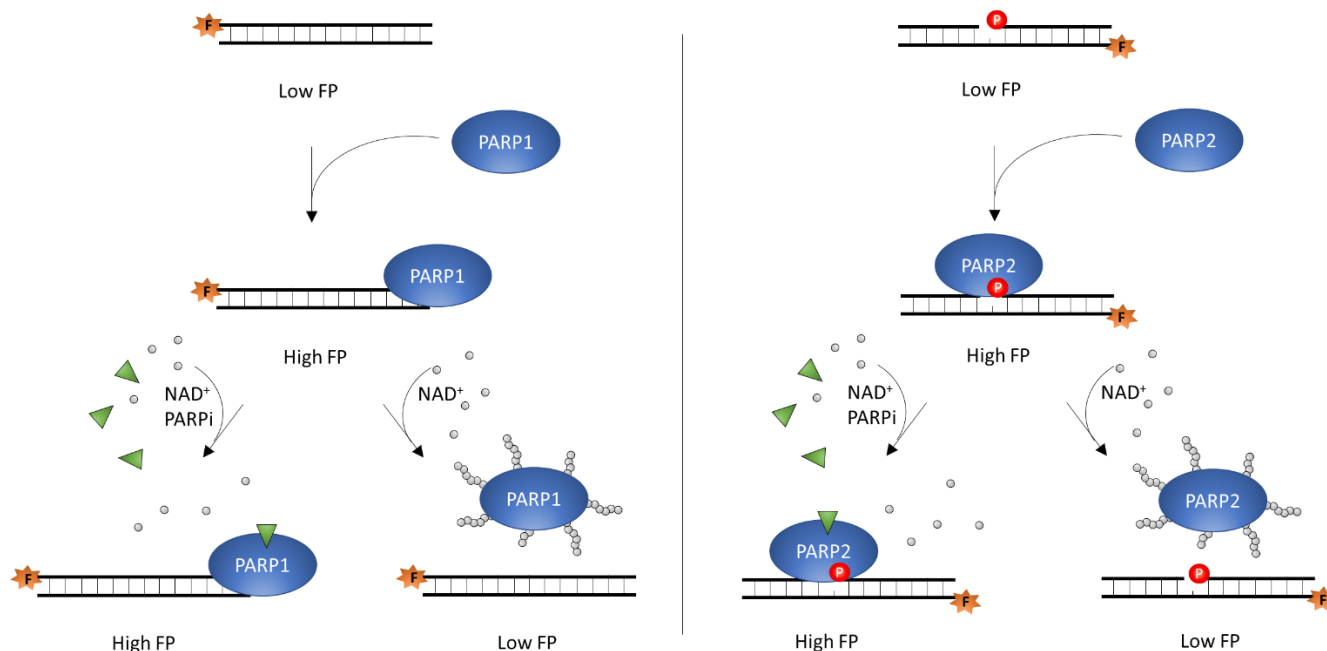 F
Low FP
PARP1
PARP1
F
High FP
NAD⁺
PARPi
NAD⁺
PARP1
PARP1
F
F
High FP
Low FP
P
F
Low FP
PARP2
PARP2
P
F
High FP
NAD⁺
PARPi
NAD⁺
PARP2
PARP2
P
P
F
F
High FP
Low FP